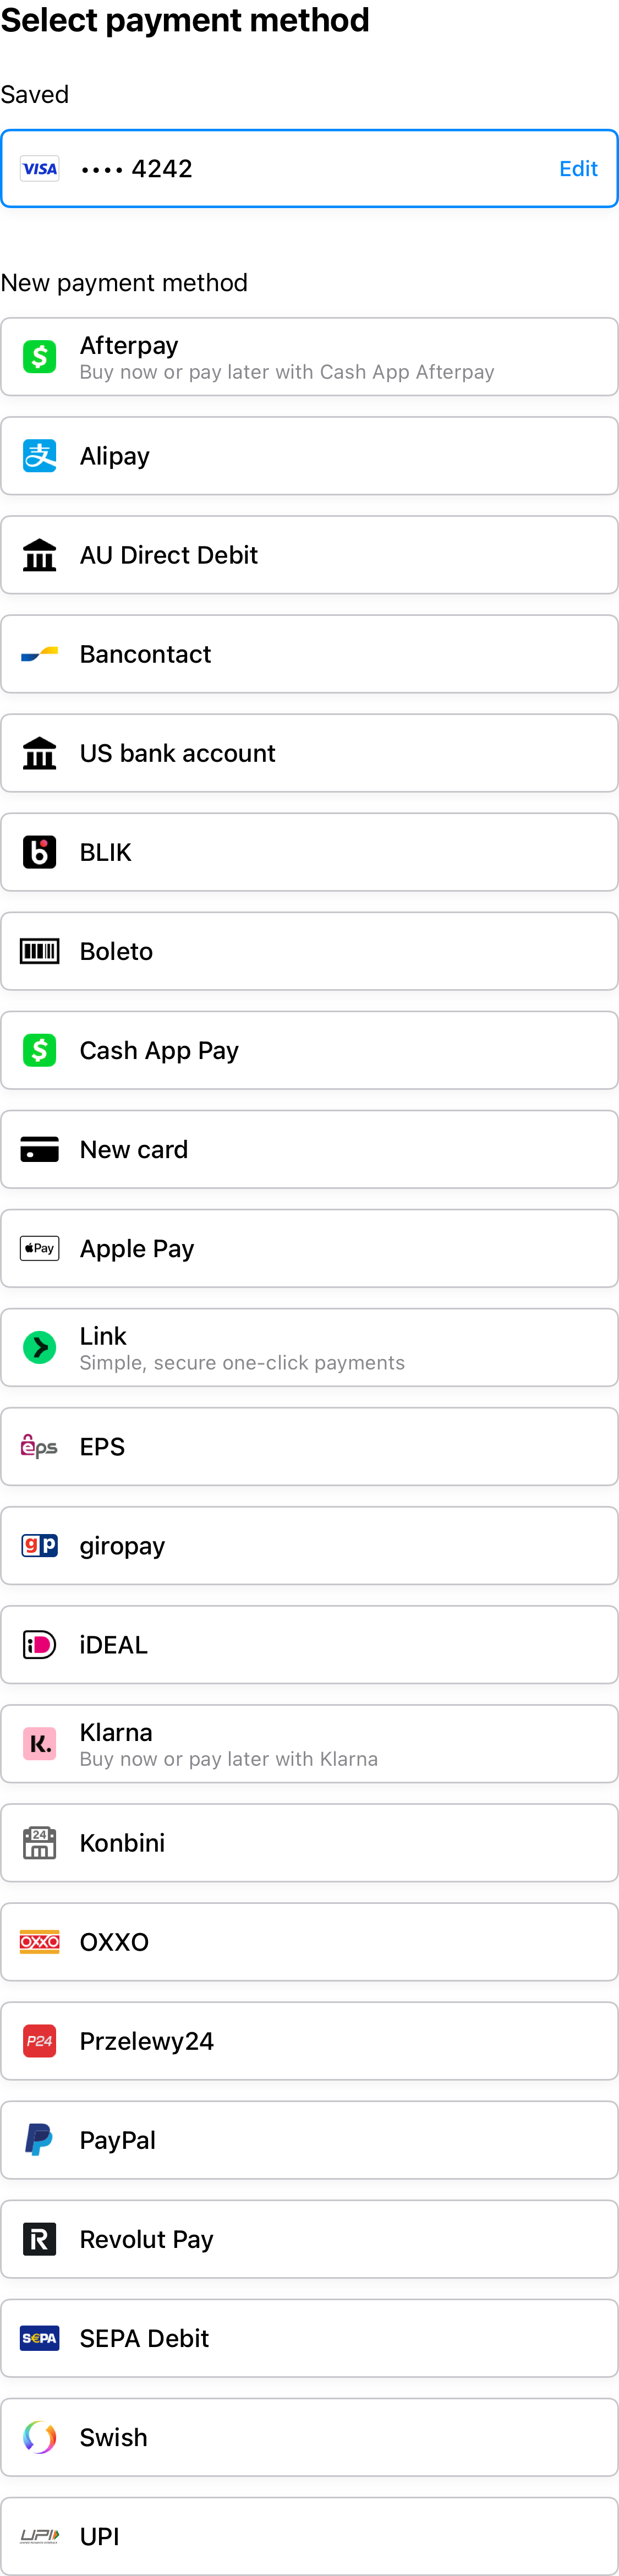 Select payment method
Saved
VISA •••• 4242 Edit
New payment method
Afterpay
Buy now or pay later with Cash App Afterpay
支 Alipay
AU Direct Debit
Bancontact
US bank account
BLIK
Boleto
Cash App Pay
New card
Pay Apple Pay
Link
Simple, secure one-click payments
eps EPS
gp giropay
iD iDEAL
Klarna
K.
Buy now or pay later with Klarna
24 Konbini
OXXO OXXO
P24 Przelewy24
PayPal
R Revolut Pay
S€PA SEPA Debit
Swish
UPI UPI